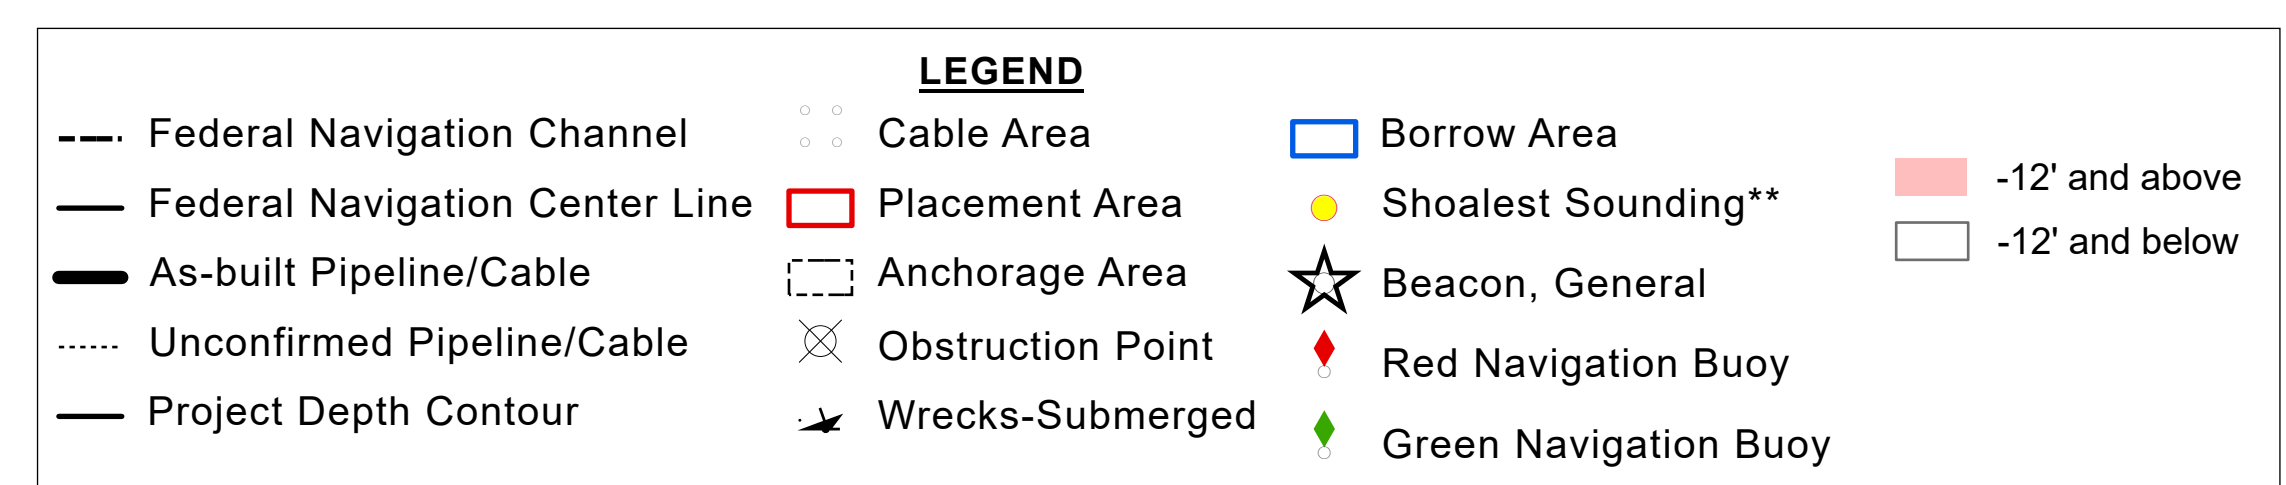 LEGEND
Federal Navigation Channel
Federal Navigation Center Line
As-built Pipeline/Cable
Unconfirmed Pipeline/Cable
Project Depth Contour
Cable Area
Placement Area
Anchorage Area
Obstruction Point
Wrecks-Submerged
Borrow Area
Shoalest Sounding**
Beacon, General
Red Navigation Buoy
Green Navigation Buoy
-12' and above
-12' and below